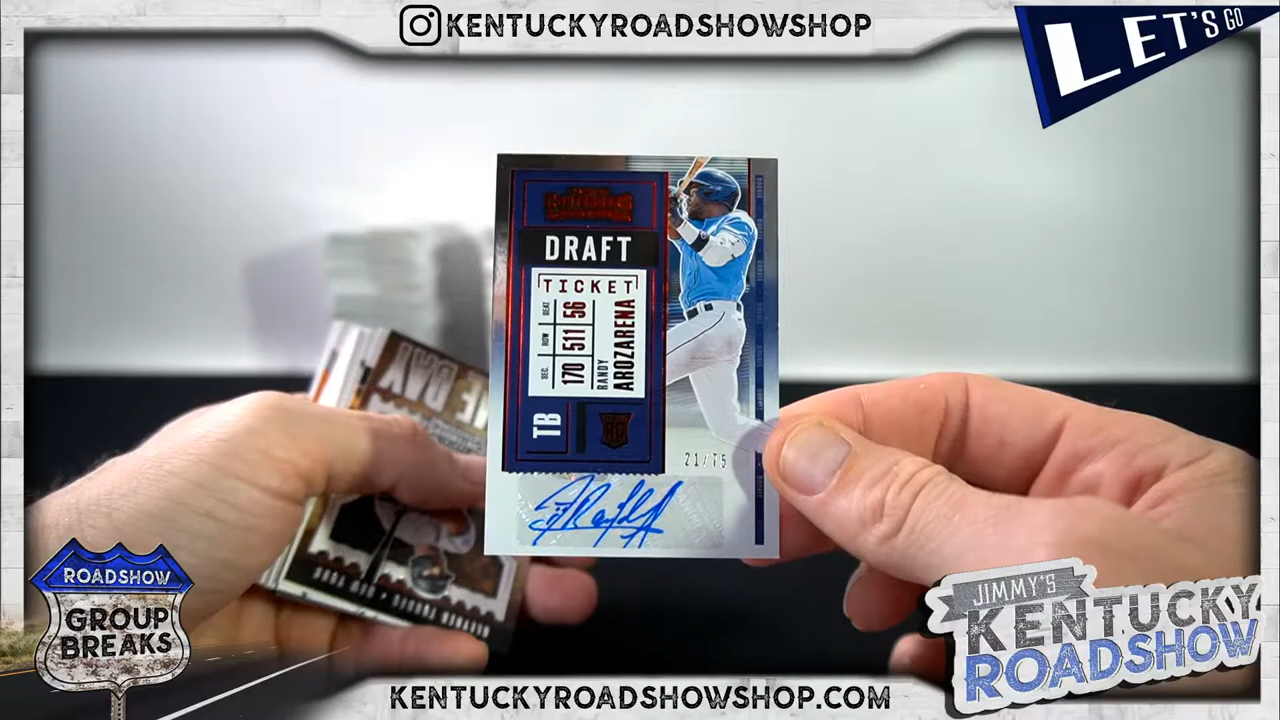 KENTUCKYROADSHOWSHOP
LET'S GO
DRAFT
TICKET
SEC. ROW SEAT
170 511 56
RANDY
AROZARENA
TB
RC
21/75
ROADSHOW
GROUP
BREAKS
JIMMY'S
KENTUCKY
ROADSHOW
KENTUCKYROADSHOWSHOP.COM